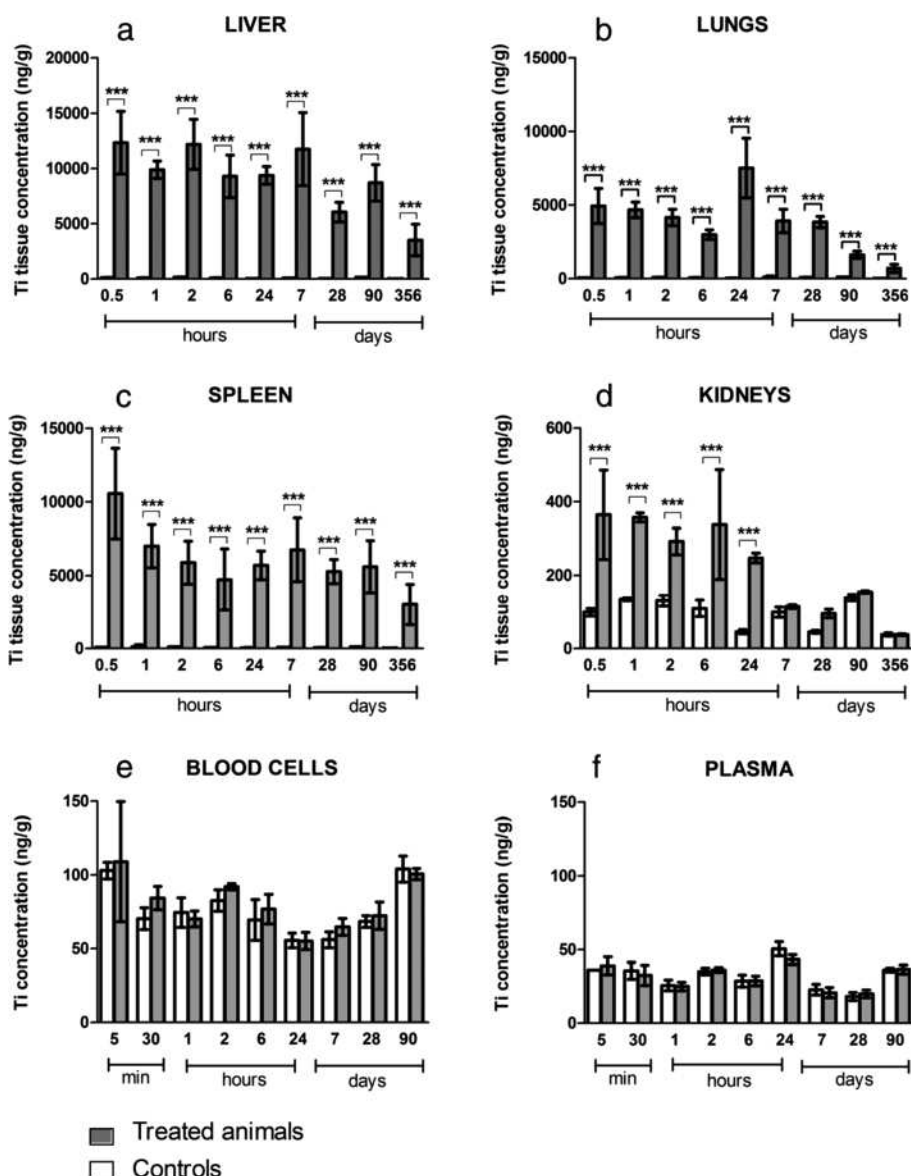 a LIVER
Ti tissue concentration (ng/g)
20000
15000
10000
5000
0
*** *** *** *** *** *** *** *** ***
0.5 1 2 6 24 7 28 90 356
hours days
b LUNGS
Ti tissue concentration (ng/g)
15000
10000
5000
0
*** *** *** *** *** *** *** *** ***
0.5 1 2 6 24 7 28 90 356
hours days
c SPLEEN
Ti tissue concentration (ng/g)
15000
10000
5000
0
*** *** *** *** *** *** *** *** ***
0.5 1 2 6 24 7 28 90 356
hours days
d KIDNEYS
Ti tissue concentration (ng/g)
600
400
200
0
*** *** *** *** ***
0.5 1 2 6 24 7 28 90 356
hours days
e BLOOD CELLS
Ti concentration (ng/g)
150
100
50
0
5 30 1 2 6 24 7 28 90
min hours days
f PLASMA
Ti concentration (ng/g)
150
100
50
0
5 30 1 2 6 24 7 28 90
min hours days
Treated animals
Controls